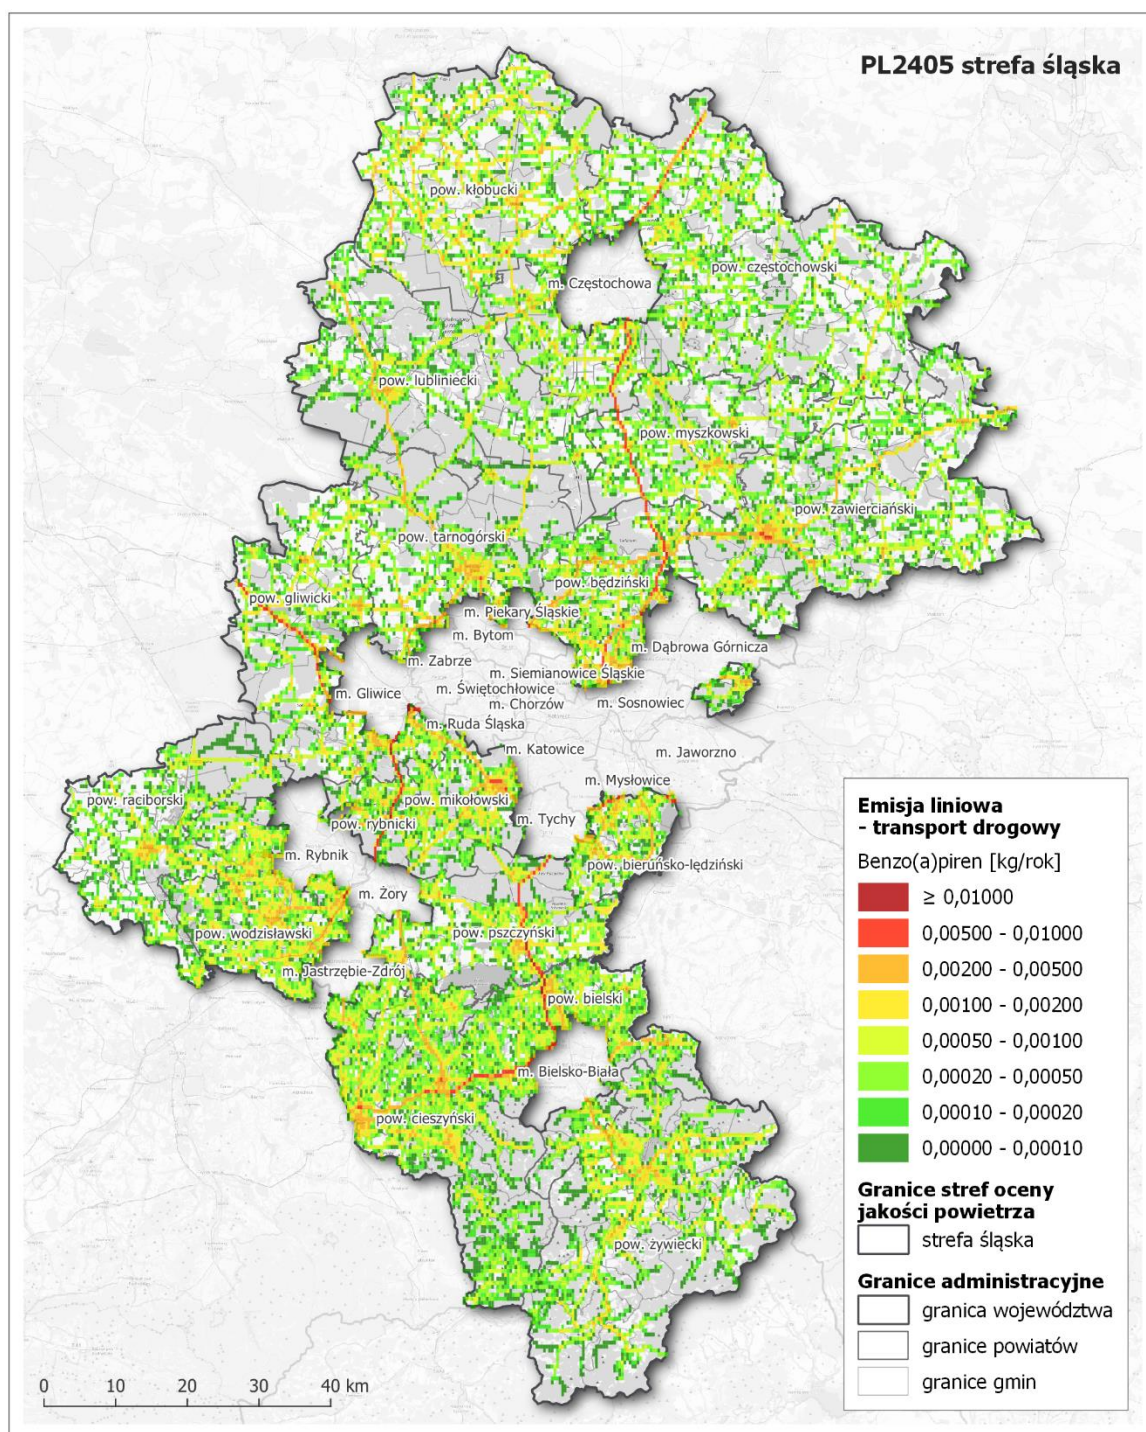 PL2405 strefa śląska
pow. kłobucki
pow. częstochowski
m. Częstochowa
pow. lubliniecki
pow. myszkowski
pow. zawierciański
pow. tarnogórski
pow. będziński
pow. gliwicki
m. Piekary Śląskie
m. Bytom
m. Dąbrowa Górnicza
m. Zabrze
m. Siemianowice Śląskie
m. Świętochłowice
m. Gliwice
m. Chorzów
m. Sosnowiec
m. Ruda Śląska
m. Katowice
m. Jaworzno
m. Mysłowice
pow. raciborski
pow. mikołowski
m. Tychy
pow. rybnicki
m. Rybnik
pow. bieruńsko-lędziński
m. Żory
pow. wodzisławski
pow. pszczyński
m. Jastrzębie-Zdrój
pow. bielski
m. Bielsko-Biała
pow. cieszyński
pow. żywiecki
Emisja liniowa
- transport drogowy
Benzo(a)piren [kg/rok]
≥ 0,01000
0,00500 - 0,01000
0,00200 - 0,00500
0,00100 - 0,00200
0,00050 - 0,00100
0,00020 - 0,00050
0,00010 - 0,00020
0,00000 - 0,00010
Granice stref oceny
jakości powietrza
strefa śląska
Granice administracyjne
granica województwa
granice powiatów
granice gmin
0 10 20 30 40 km